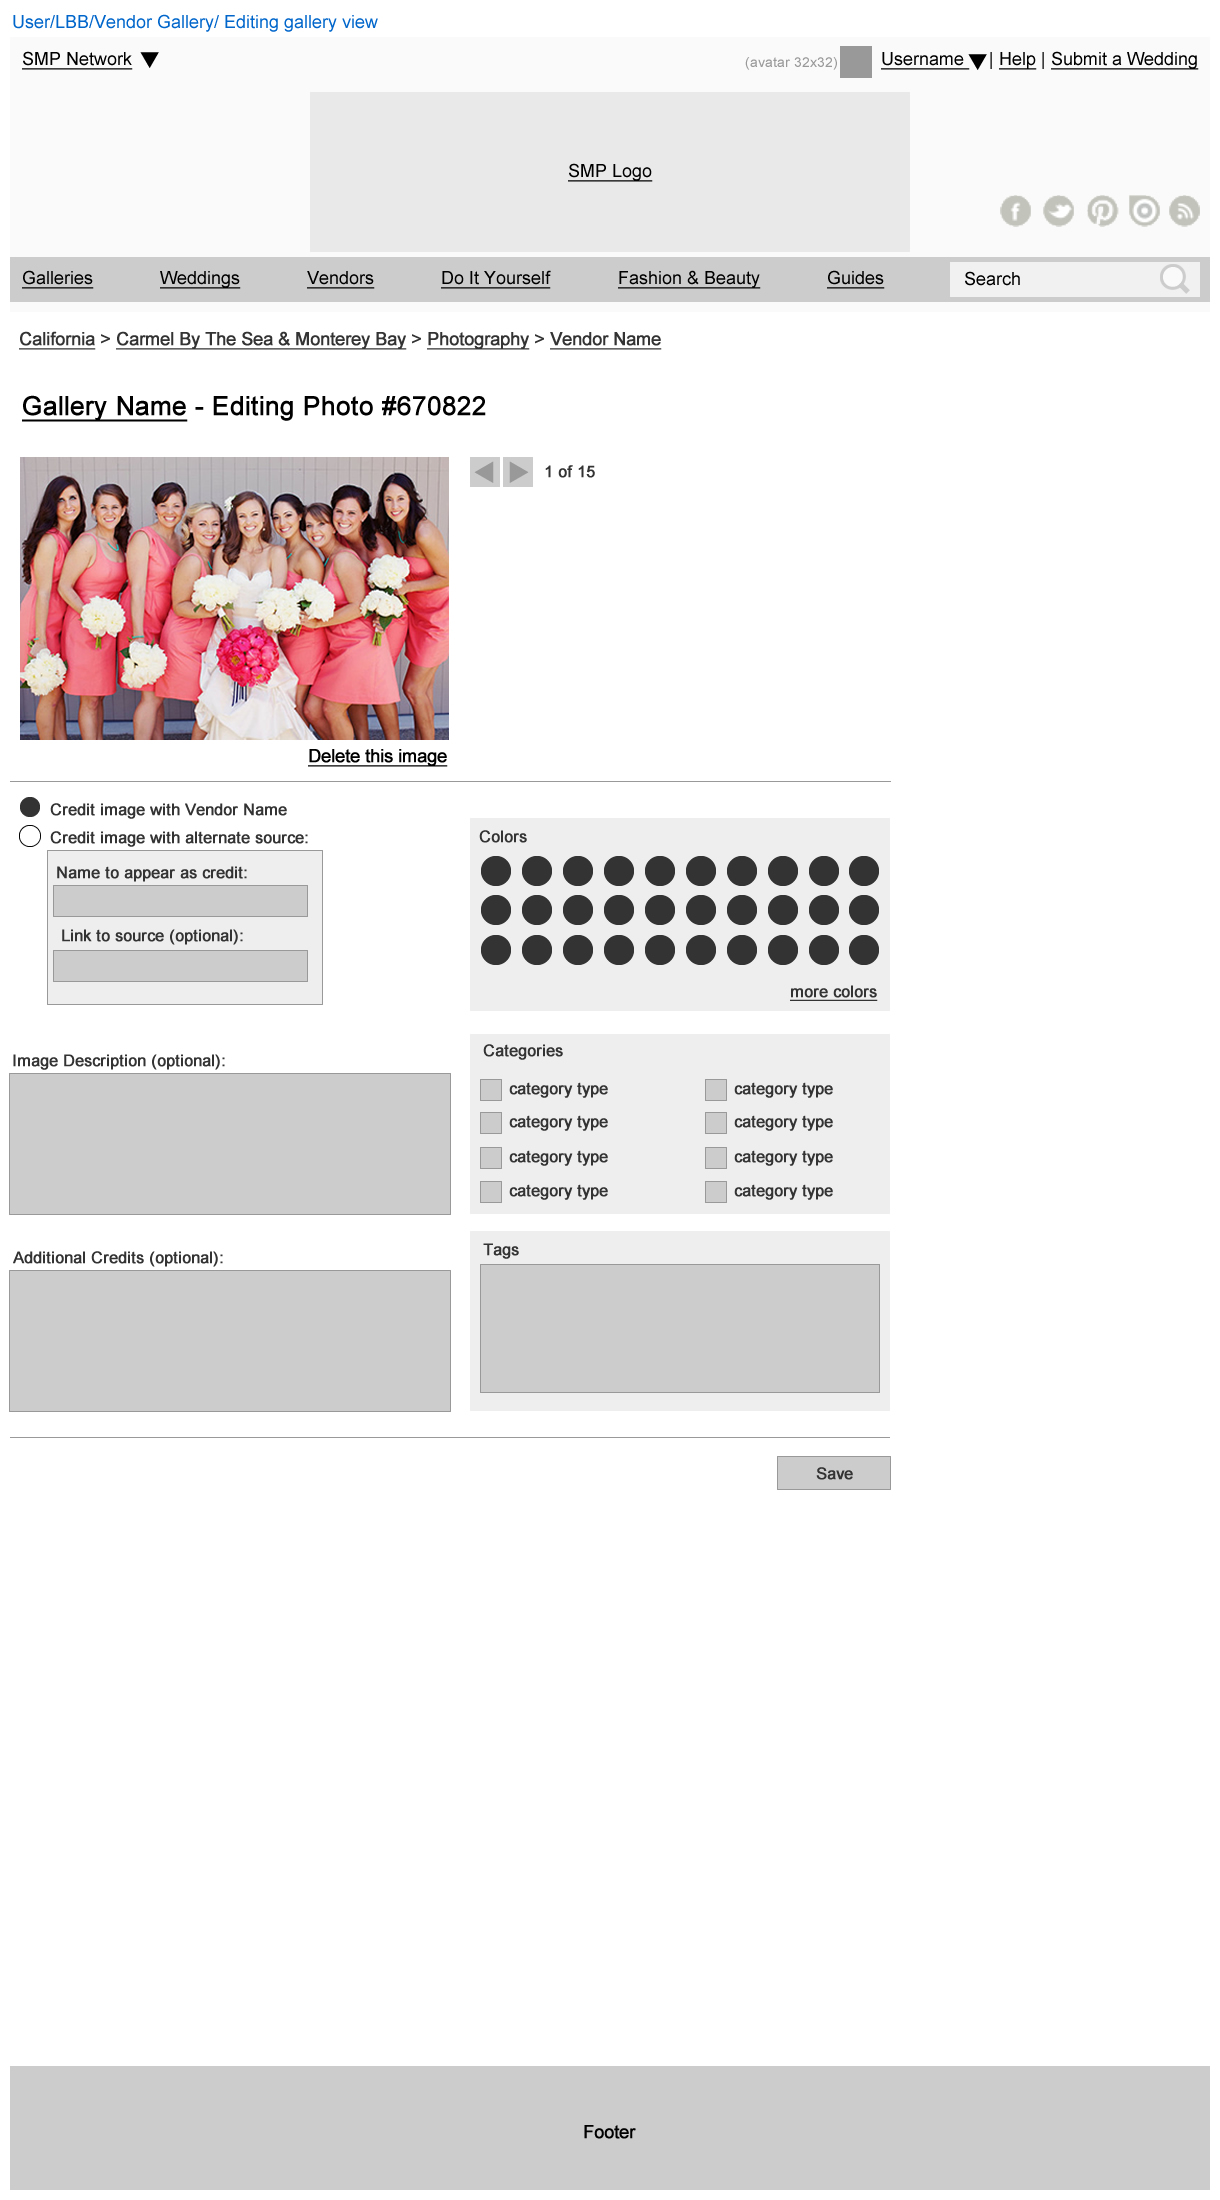 User/LBB/Vendor Gallery/ Editing gallery view
SMP Network (avatar 32x32) Username | Help | Submit a Wedding
SMP Logo
Galleries Weddings Vendors Do It Yourself Fashion & Beauty Guides Search
California > Carmel By The Sea & Monterey Bay > Photography > Vendor Name
Gallery Name - Editing Photo #670822
1 of 15
Delete this image
Credit image with Vendor Name
Credit image with alternate source:
Name to appear as credit:
Link to source (optional):
Colors
more colors
Image Description (optional):
Categories
category type category type
category type category type
category type category type
category type category type
Additional Credits (optional):
Tags
Save
Footer